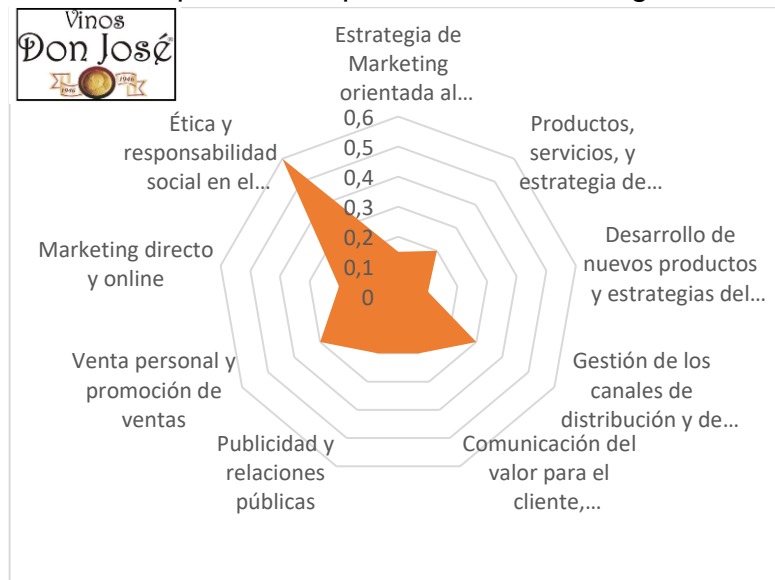 Vinos
Don José
1946 1946
Estrategia de
Marketing
orientada al…
Productos,
servicios, y
estrategia de…
Desarrollo de
nuevos productos
y estrategias del…
Gestión de los
canales de
distribución y de…
Comunicación del
valor para el
cliente,…
Publicidad y
relaciones
públicas
Venta personal y
promoción de
ventas
Marketing directo
y online
Ética y
responsabilidad
social en el…
0,6
0,5
0,4
0,3
0,2
0,1
0